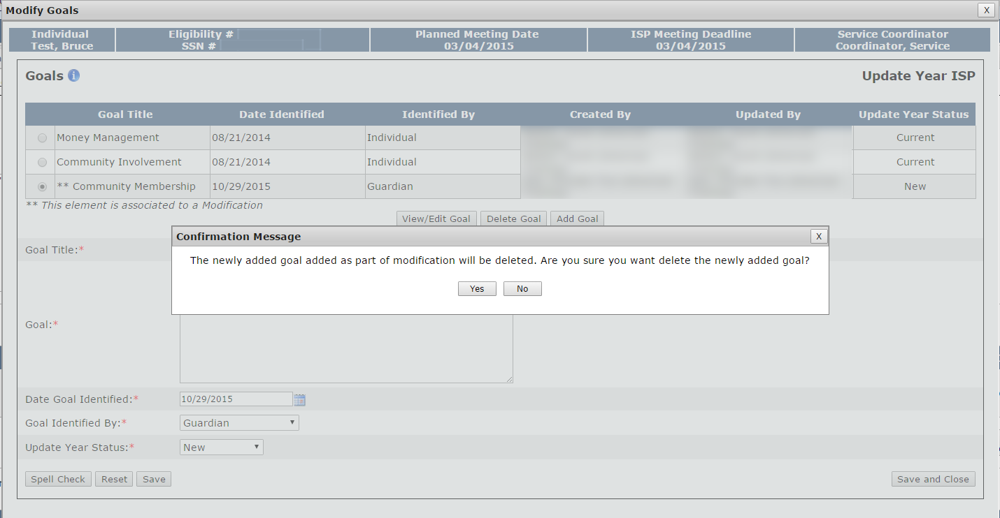 Modify Goals X
Individual Eligibility # Planned Meeting Date ISP Meeting Deadline Service Coordinator
Test, Bruce SSN # 03/04/2015 03/04/2015 Coordinator, Service
Goals i Update Year ISP
Goal Title Date Identified Identified By Created By Updated By Update Year Status
Money Management 08/21/2014 Individual Current
Community Involvement 08/21/2014 Individual Current
** Community Membership 10/29/2015 Guardian New
** This element is associated to a Modification
View/Edit Goal Delete Goal Add Goal
Confirmation Message X
Goal Title:*
The newly added goal added as part of modification will be deleted. Are you sure you want delete the newly added goal?
Yes No
Goal:*
Date Goal Identified:* 10/29/2015
Goal Identified By:* Guardian
Update Year Status:* New
Spell Check Reset Save Save and Close